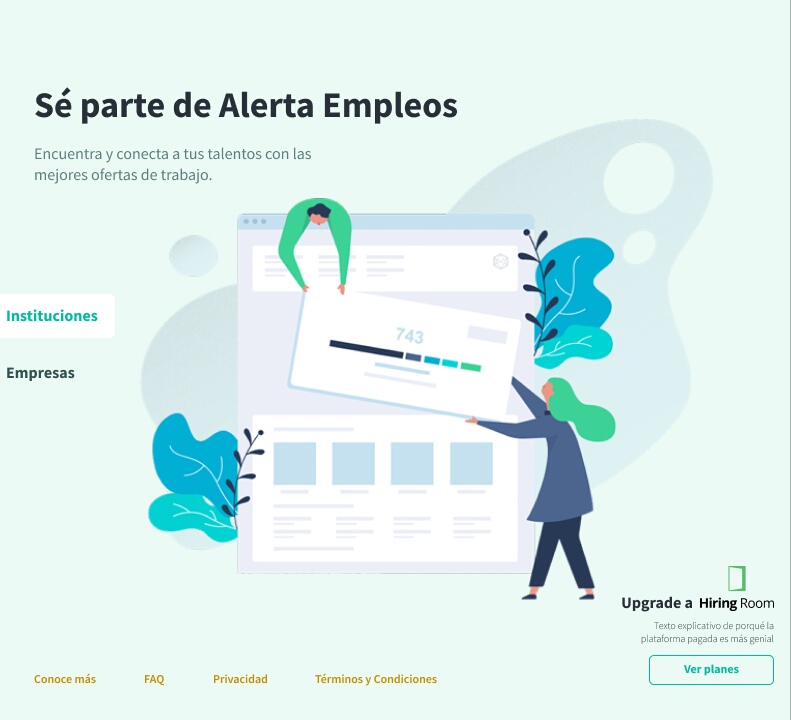 Sé parte de Alerta Empleos
Encuentra y conecta a tus talentos con las
mejores ofertas de trabajo.
743
Instituciones
Empresas
Upgrade a Hiring Room
Texto explicativo de porqué la
plataforma pagada es más genial
Ver planes
Conoce más FAQ Privacidad Términos y Condiciones